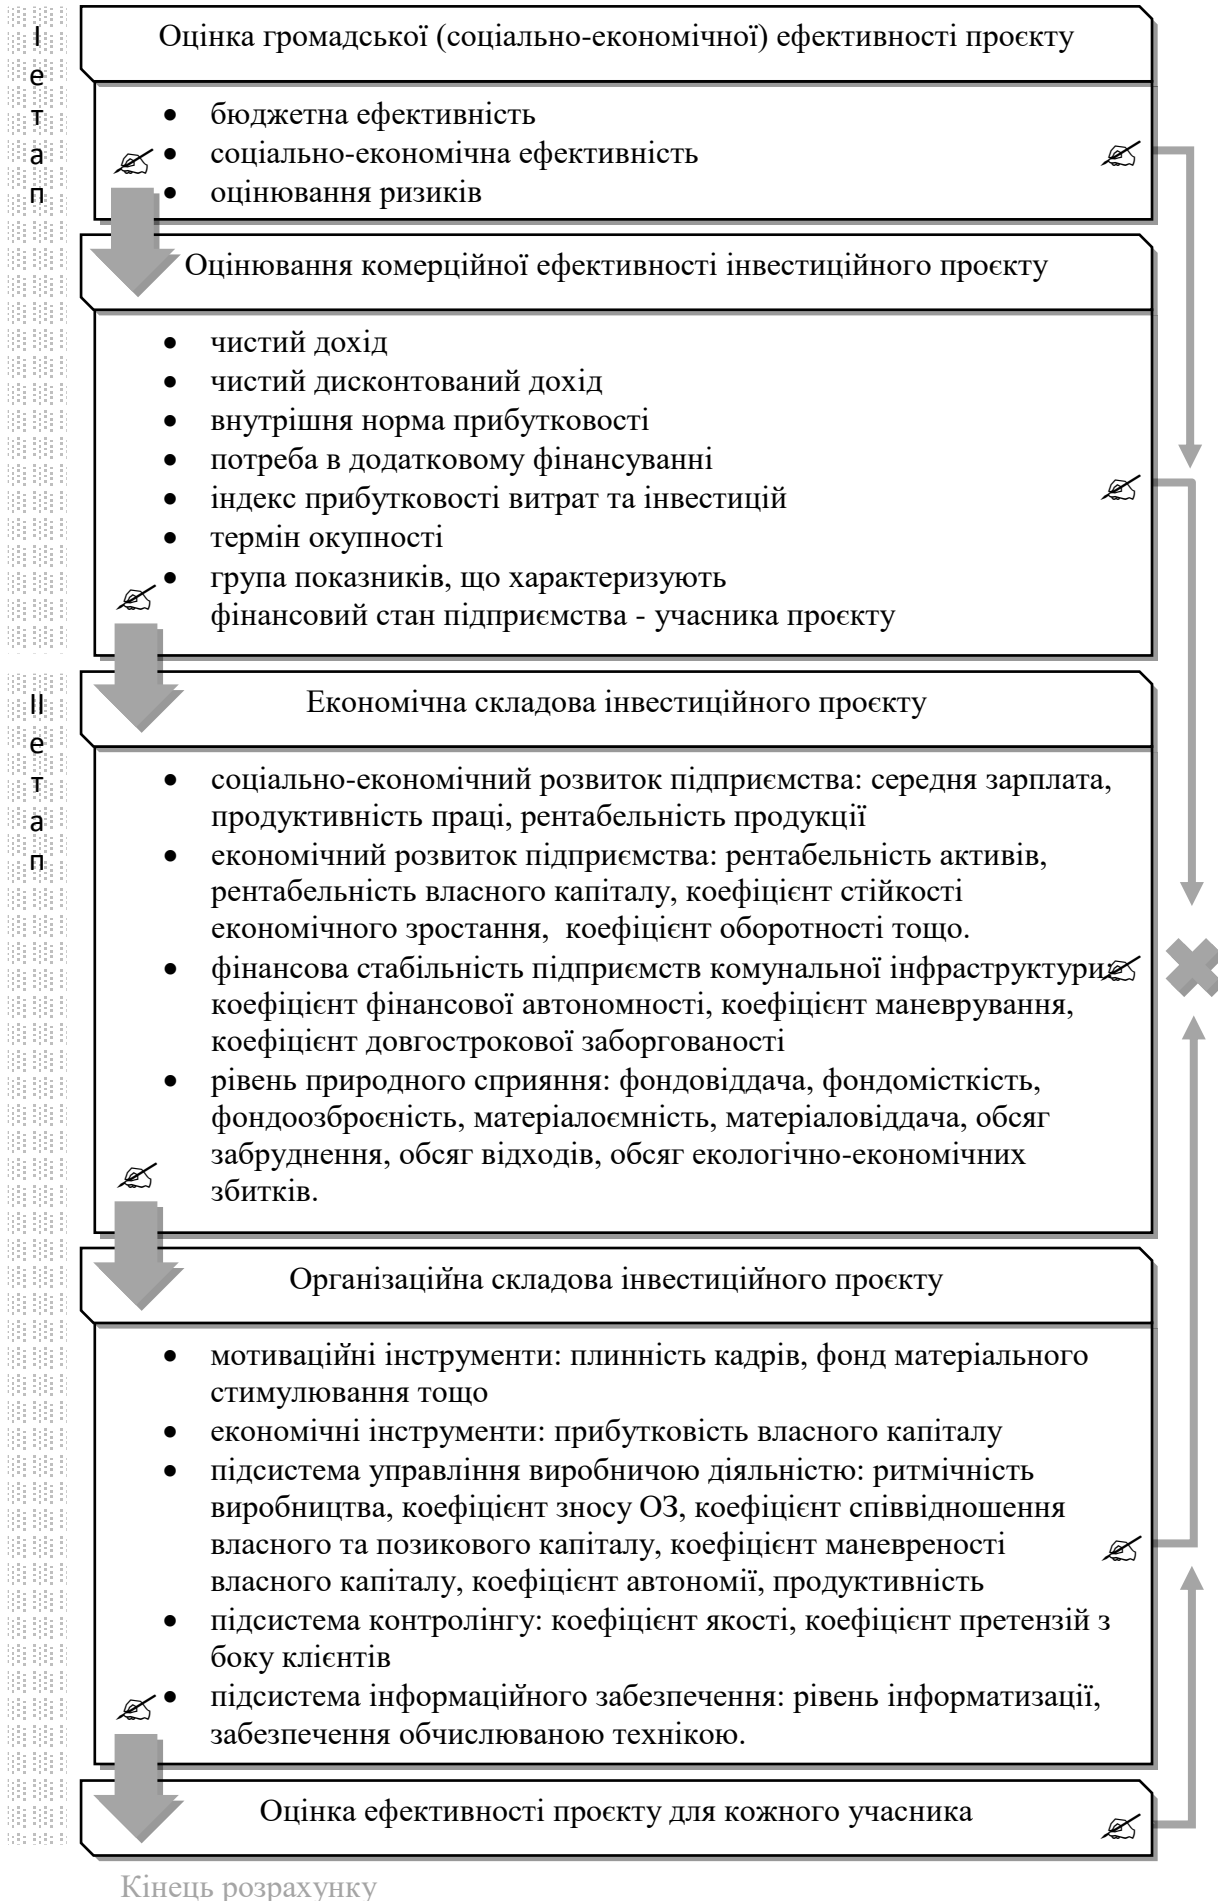 І етап
Оцінка громадської (соціально-економічної) ефективності проєкту
• бюджетна ефективність
• соціально-економічна ефективність
• оцінювання ризиків
Оцінювання комерційної ефективності інвестиційного проєкту
• чистий дохід
• чистий дисконтований дохід
• внутрішня норма прибутковості
• потреба в додатковому фінансуванні
• індекс прибутковості витрат та інвестицій
• термін окупності
• група показників, що характеризують
фінансовий стан підприємства - учасника проєкту
ІІ етап
Економічна складова інвестиційного проєкту
• соціально-економічний розвиток підприємства: середня зарплата,
продуктивність праці, рентабельність продукції
• економічний розвиток підприємства: рентабельність активів,
рентабельність власного капіталу, коефіцієнт стійкості
економічного зростання, коефіцієнт оборотності тощо.
• фінансова стабільність підприємств комунальної інфраструктури:
коефіцієнт фінансової автономності, коефіцієнт маневрування,
коефіцієнт довгострокової заборгованості
• рівень природного сприяння: фондовіддача, фондомісткість,
фондоозброєність, матеріалоємність, матеріаловіддача, обсяг
забруднення, обсяг відходів, обсяг екологічно-економічних
збитків.
Організаційна складова інвестиційного проєкту
• мотиваційні інструменти: плинність кадрів, фонд матеріального
стимулювання тощо
• економічні інструменти: прибутковість власного капіталу
• підсистема управління виробничою діяльністю: ритмічність
виробництва, коефіцієнт зносу ОЗ, коефіцієнт співвідношення
власного та позикового капіталу, коефіцієнт маневреності
власного капіталу, коефіцієнт автономії, продуктивність
• підсистема контролінгу: коефіцієнт якості, коефіцієнт претензій з
боку клієнтів
• підсистема інформаційного забезпечення: рівень інформатизації,
забезпечення обчислюваною технікою.
Оцінка ефективності проєкту для кожного учасника
Кінець розрахунку